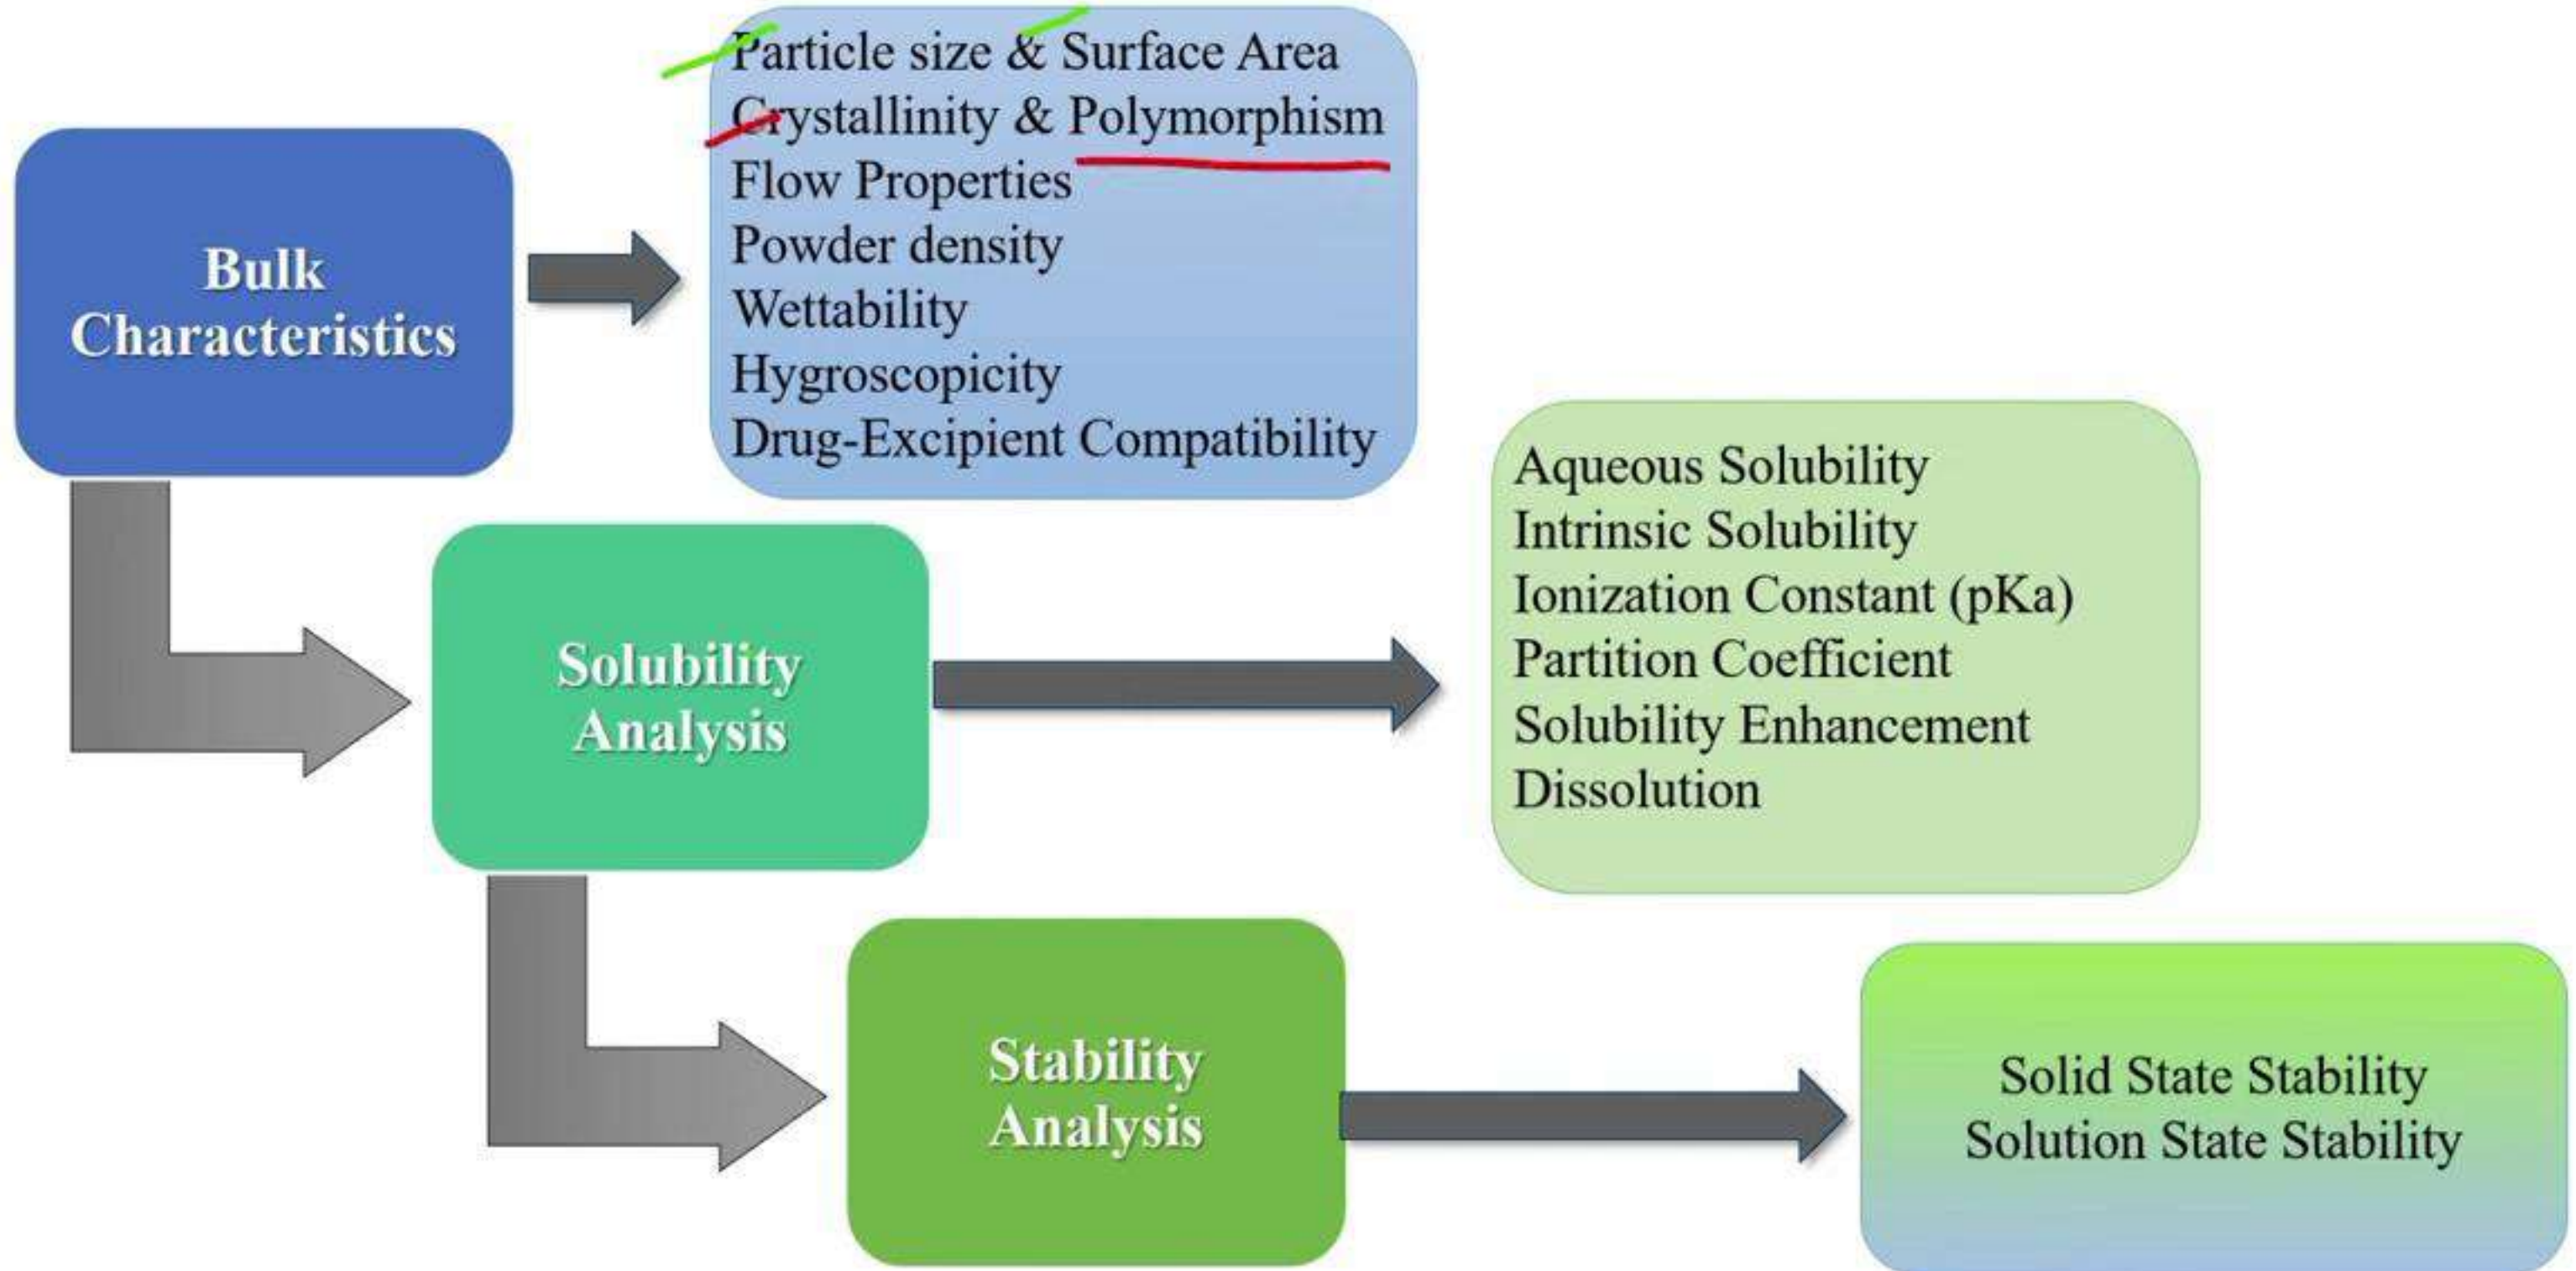 Bulk
Characteristics
Particle size & Surface Area
Crystallinity & Polymorphism
Flow Properties
Powder density
Wettability
Hygroscopicity
Drug-Excipient Compatibility
Solubility
Analysis
Aqueous Solubility
Intrinsic Solubility
Ionization Constant (pKa)
Partition Coefficient
Solubility Enhancement
Dissolution
Stability
Analysis
Solid State Stability
Solution State Stability